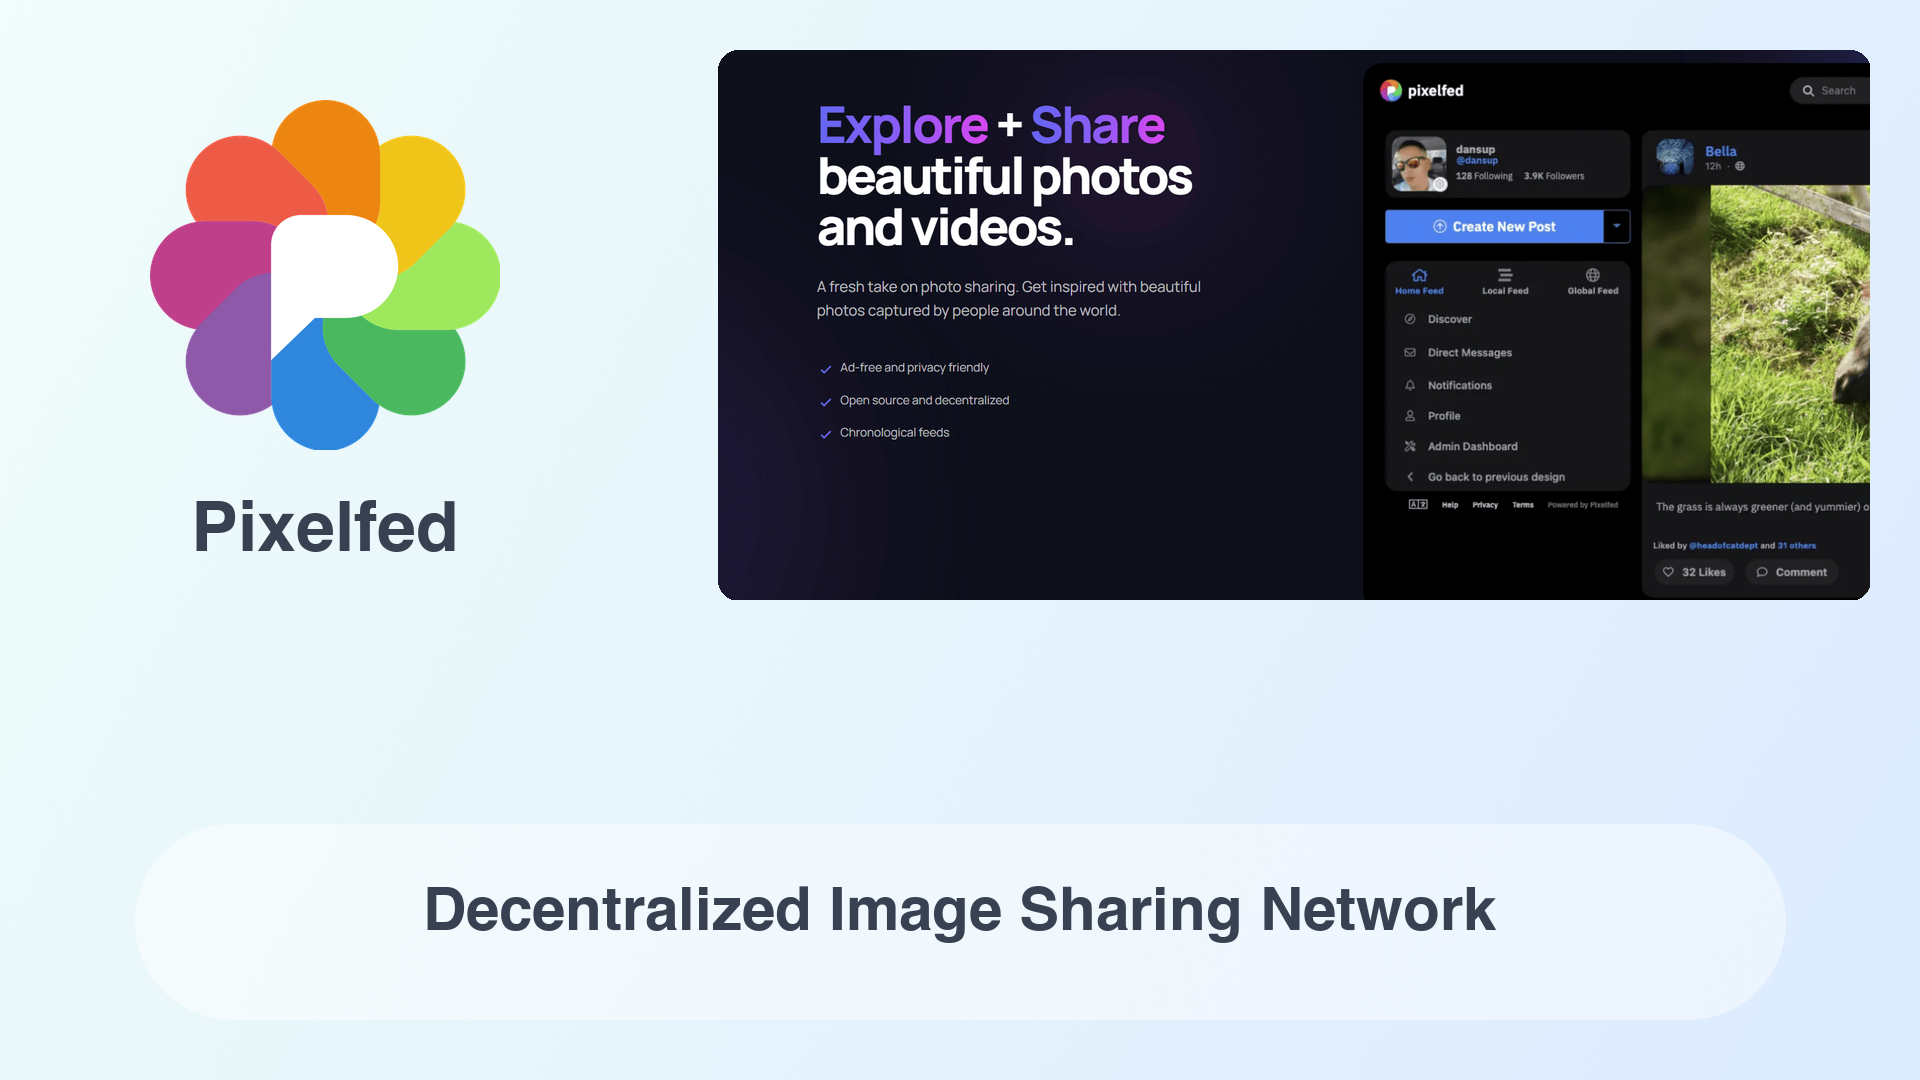 Pixelfed
Explore + Share
beautiful photos
and videos.
A fresh take on photo sharing. Get inspired with beautiful
photos captured by people around the world.
Ad-free and privacy friendly
Open source and decentralized
Chronological feeds
pixelfed
Search
dansup
@dansup
128 Following 3.9K Followers
Create New Post
Home Feed Local Feed Global Feed
Discover
Direct Messages
Notifications
Profile
Admin Dashboard
Go back to previous design
Help Privacy Terms Powered by Pixelfed
Bella
12h ·
The grass is always greener (and yummier) o
Liked by @headofcatdept and 31 others
32 Likes Comment
Decentralized Image Sharing Network